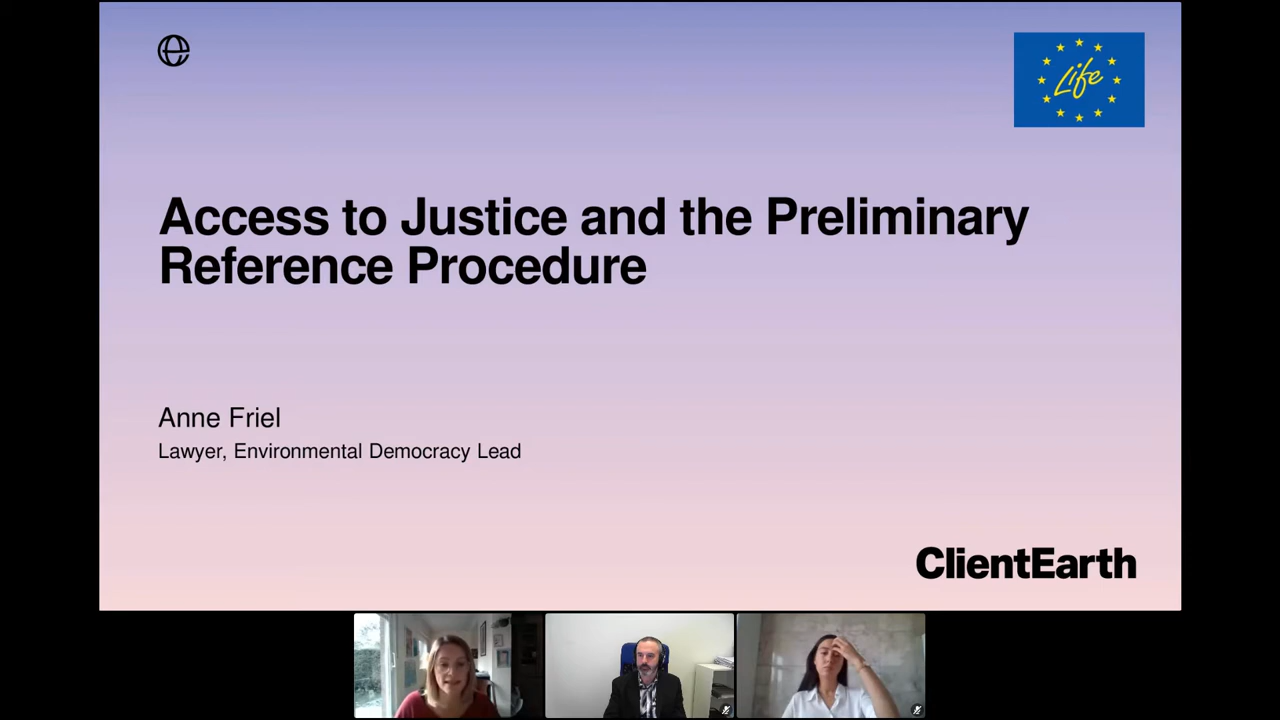 Life
Access to Justice and the Preliminary
Reference Procedure
Anne Friel
Lawyer, Environmental Democracy Lead
ClientEarth